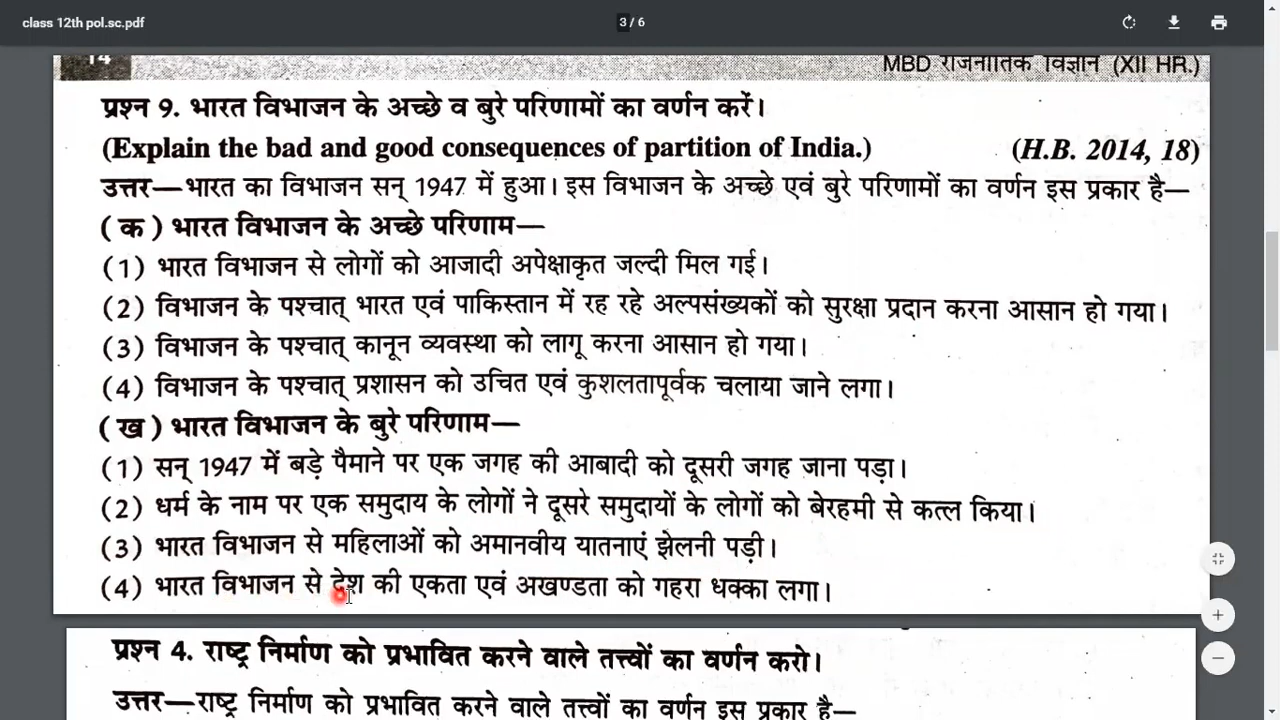 class 12th pol.sc.pdf
3 / 6
14
MBD राजनीतिक विज्ञान (XII HR.)
प्रश्न 9. भारत विभाजन के अच्छे व बुरे परिणामों का वर्णन करें।
(Explain the bad and good consequences of partition of India.) (H.B. 2014, 18)
उत्तर—भारत का विभाजन सन् 1947 में हुआ। इस विभाजन के अच्छे एवं बुरे परिणामों का वर्णन इस प्रकार है—
(क) भारत विभाजन के अच्छे परिणाम—
(1) भारत विभाजन से लोगों को आजादी अपेक्षाकृत जल्दी मिल गई।
(2) विभाजन के पश्चात् भारत एवं पाकिस्तान में रह रहे अल्पसंख्यकों को सुरक्षा प्रदान करना आसान हो गया।
(3) विभाजन के पश्चात् कानून व्यवस्था को लागू करना आसान हो गया।
(4) विभाजन के पश्चात् प्रशासन को उचित एवं कुशलतापूर्वक चलाया जाने लगा।
(ख) भारत विभाजन के बुरे परिणाम—
(1) सन् 1947 में बड़े पैमाने पर एक जगह की आबादी को दूसरी जगह जाना पड़ा।
(2) धर्म के नाम पर एक समुदाय के लोगों ने दूसरे समुदायों के लोगों को बेरहमी से कत्ल किया।
(3) भारत विभाजन से महिलाओं को अमानवीय यातनाएं झेलनी पड़ी।
(4) भारत विभाजन से देश की एकता एवं अखण्डता को गहरा धक्का लगा।
प्रश्न 4. राष्ट्र निर्माण को प्रभावित करने वाले तत्त्वों का वर्णन करो।
उत्तर—राष्ट्र निर्माण को प्रभावित करने वाले तत्त्वों का वर्णन इस प्रकार है—